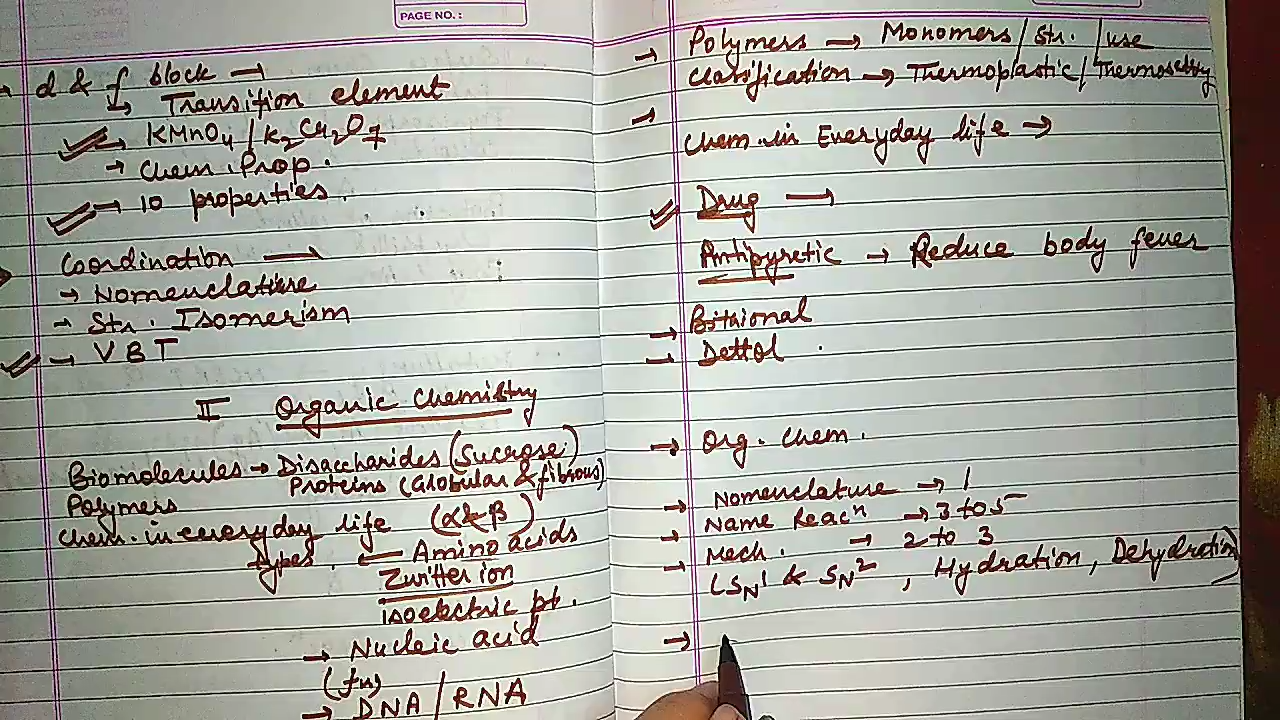 PAGE NO.:
d & f block →
↳ Transition element
→ KMnO4 / K2Cr2O7
→ Chem. Prop.
→ 10 properties.
Coordination →
→ Nomenclature
→ Str. Isomerism
→ VBT
II Organic Chemistry
Biomolecules → Disaccharides (Sucrose)
Proteins (Globular & fibrous)
Polymers
(α & β)
Chem. in everyday life
types. ← Amino acids
Zwitter ion
isoelectric pt.
→ Nucleic acid
(fn)
→ DNA / RNA
→ Polymers → Monomers / Str. / use
Classification → Thermoplastic / Thermosetting
→ Chem. in Everyday life →
Drug →
Antipyretic → Reduce body fever
→ Bithional
→ Dettol.
→ Org. Chem.
→ Nomenclature → 1
→ Name Reacn → 3 to 5
→ Mech. → 2 to 3
(SN1 & SN2, Hydration, Dehydration)
→